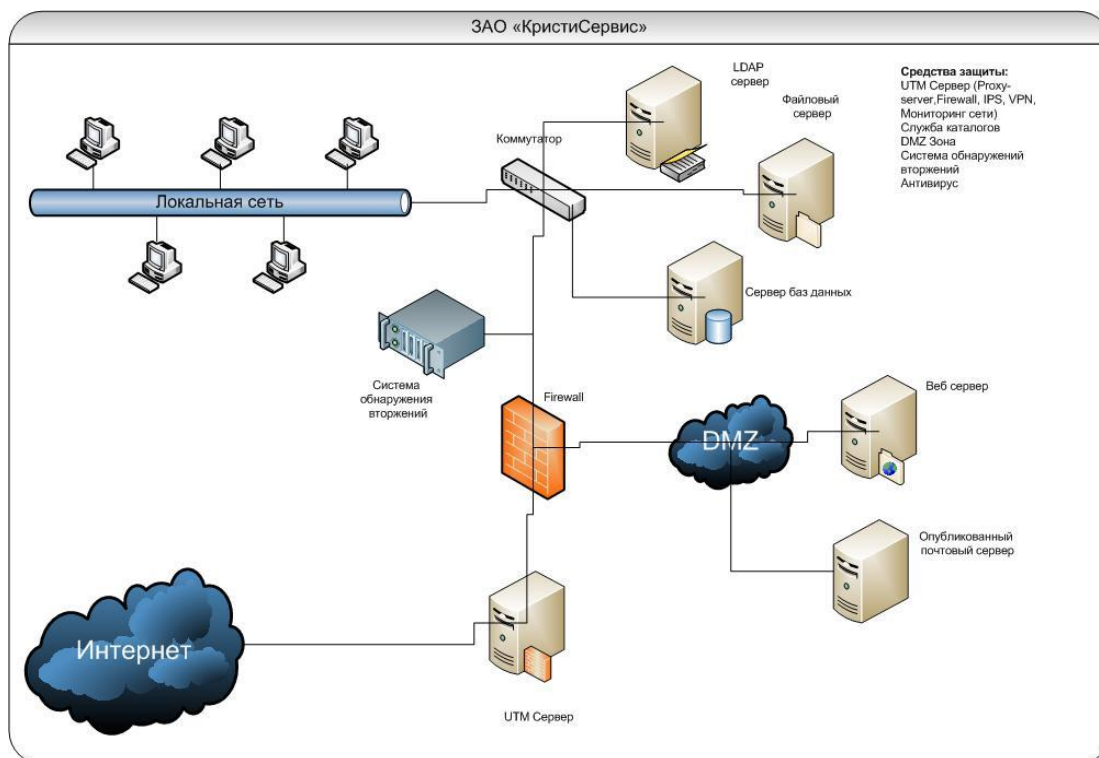 ЗАО «КристиСервис»
LDAP
сервер
Файловый
сервер
Средства защиты:
UTM Сервер (Proxy-
server,Firewall, IPS, VPN,
Мониторинг сети)
Служба каталогов
DMZ Зона
Система обнаружений
вторжений
Антивирус
Коммутатор
Локальная сеть
Сервер баз данных
Система
обнаружения
вторжений
Firewall
DMZ
Веб сервер
Опубликованный
почтовый сервер
Интернет
UTM Сервер